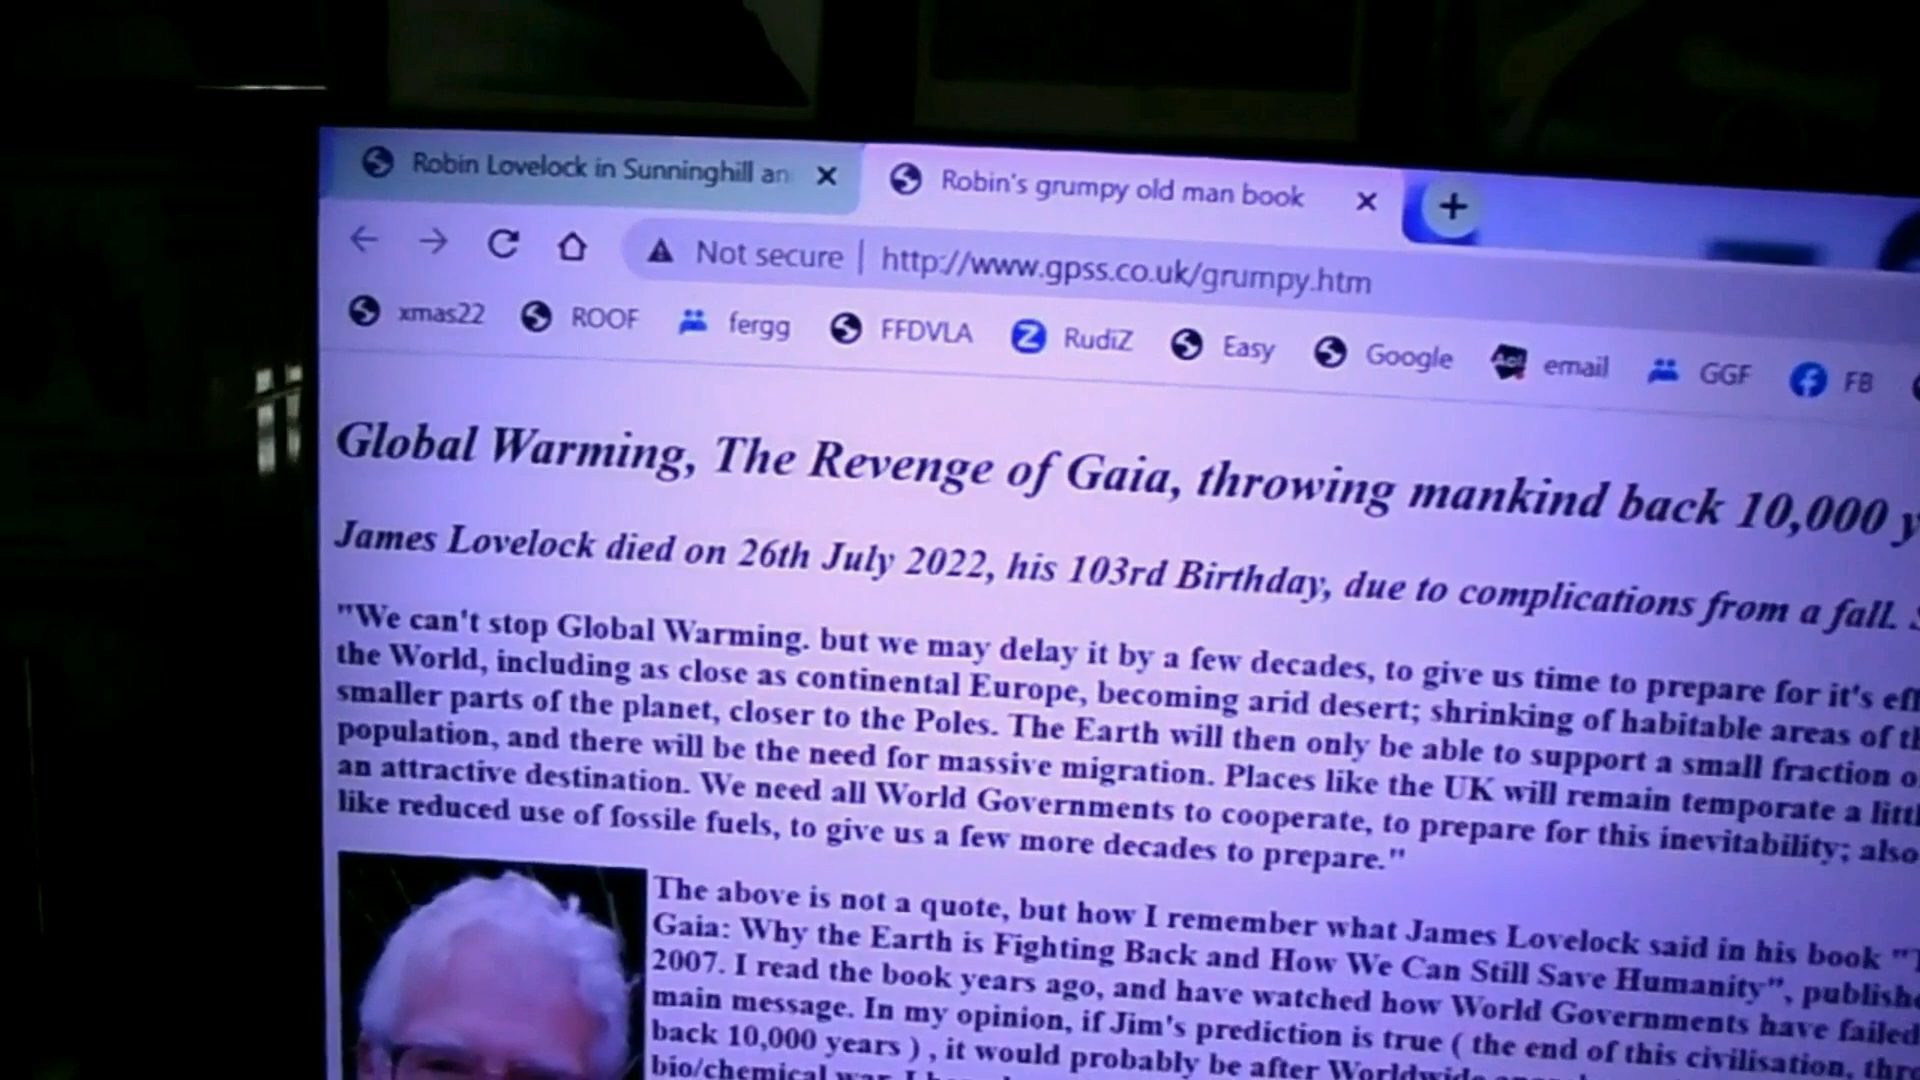 Robin Lovelock in Sunninghill an
Robin's grumpy old man book
Not secure | http://www.gpss.co.uk/grumpy.htm
xmas22 ROOF fergg FFDVLA RudiZ Easy Google email GGF FB
Global Warming, The Revenge of Gaia, throwing mankind back 10,000 y
James Lovelock died on 26th July 2022, his 103rd Birthday, due to complications from a fall.
"We can't stop Global Warming. but we may delay it by a few decades, to give us time to prepare for it's eff
the World, including as close as continental Europe, becoming arid desert; shrinking of habitable areas of th
smaller parts of the planet, closer to the Poles. The Earth will then only be able to support a small fraction o
population, and there will be the need for massive migration. Places like the UK will remain temporate a littl
an attractive destination. We need all World Governments to cooperate, to prepare for this inevitability; also
like reduced use of fossile fuels, to give us a few more decades to prepare."
The above is not a quote, but how I remember what James Lovelock said in his book "T
Gaia: Why the Earth is Fighting Back and How We Can Still Save Humanity", publishe
2007. I read the book years ago, and have watched how World Governments have failed
main message. In my opinion, if Jim's prediction is true ( the end of this civilisation, thro
back 10,000 years ) , it would probably be after Worldwide
bio/chemical war. I